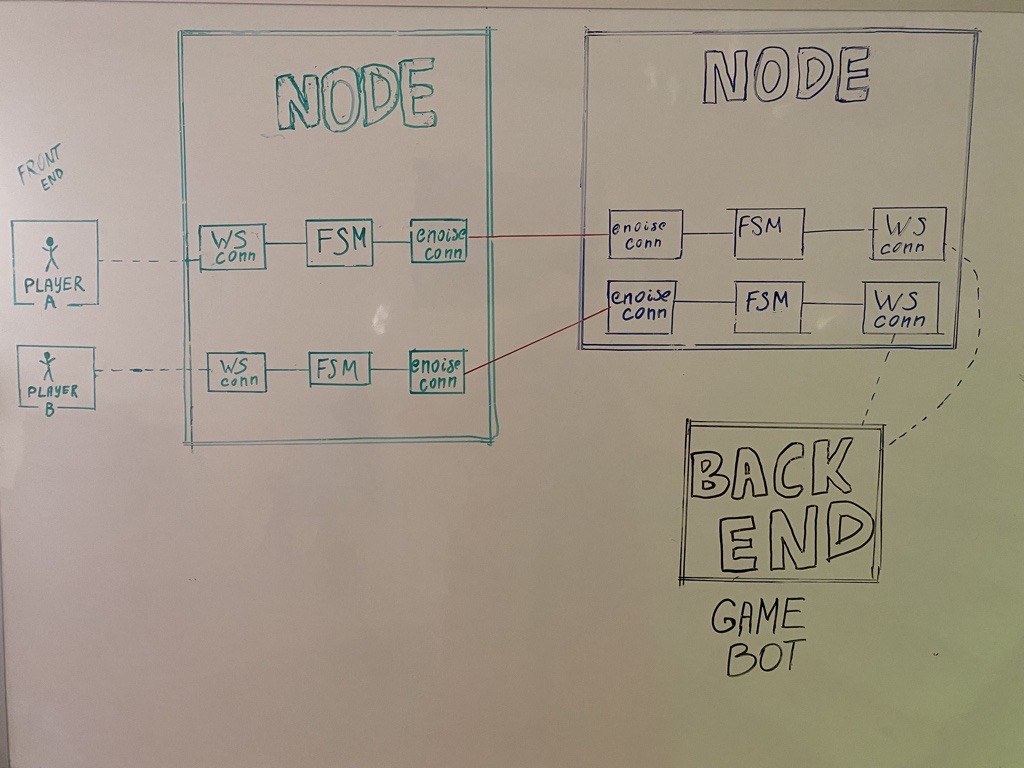 NODE
NODE
FRONT
END
PLAYER
A
WS
conn
FSM
enoise
conn
enoise
conn
FSM
WS
conn
PLAYER
B
WS
conn
FSM
enoise
conn
enoise
conn
FSM
WS
conn
BACK
END
GAME
BOT